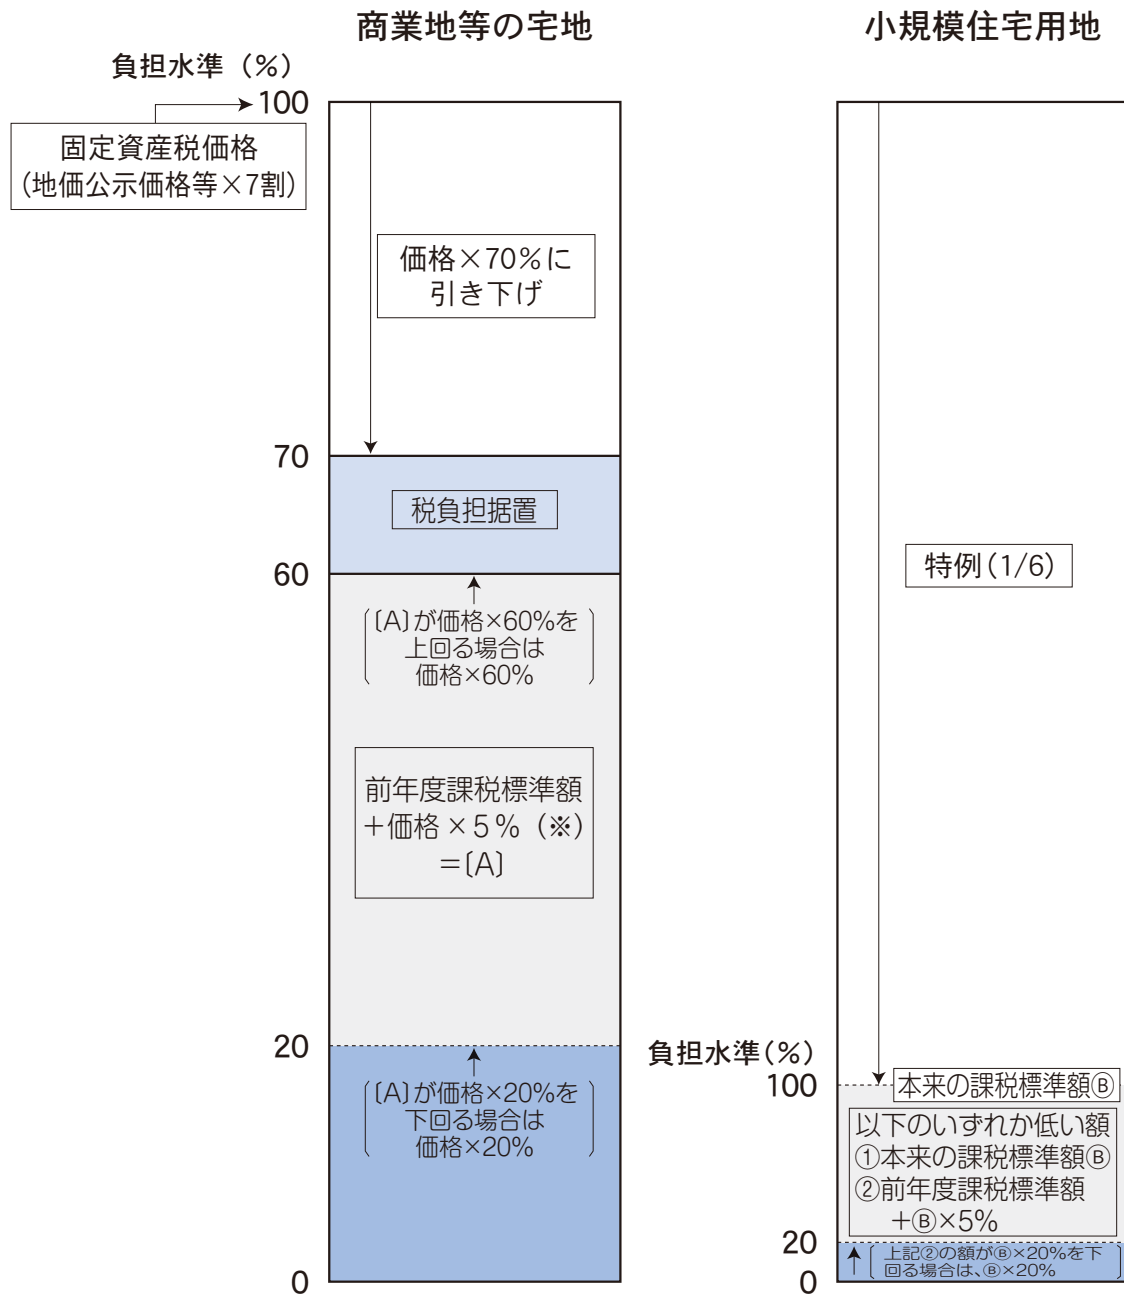 商業地等の宅地
負担水準（%）
100
固定資産税価格
(地価公示価格等×7割)
価格×70%に
引き下げ
70
税負担据置
60
〔A〕が価格×60%を
上回る場合は
価格×60%
前年度課税標準額
＋価格×5%（※）
＝〔A〕
20
〔A〕が価格×20%を
下回る場合は
価格×20%
0
小規模住宅用地
特例(1/6)
負担水準(%)
100
本来の課税標準額Ⓑ
以下のいずれか低い額
①本来の課税標準額Ⓑ
②前年度課税標準額
＋Ⓑ×5%
20
上記②の額がⒷ×20%を下
回る場合は、Ⓑ×20%
0